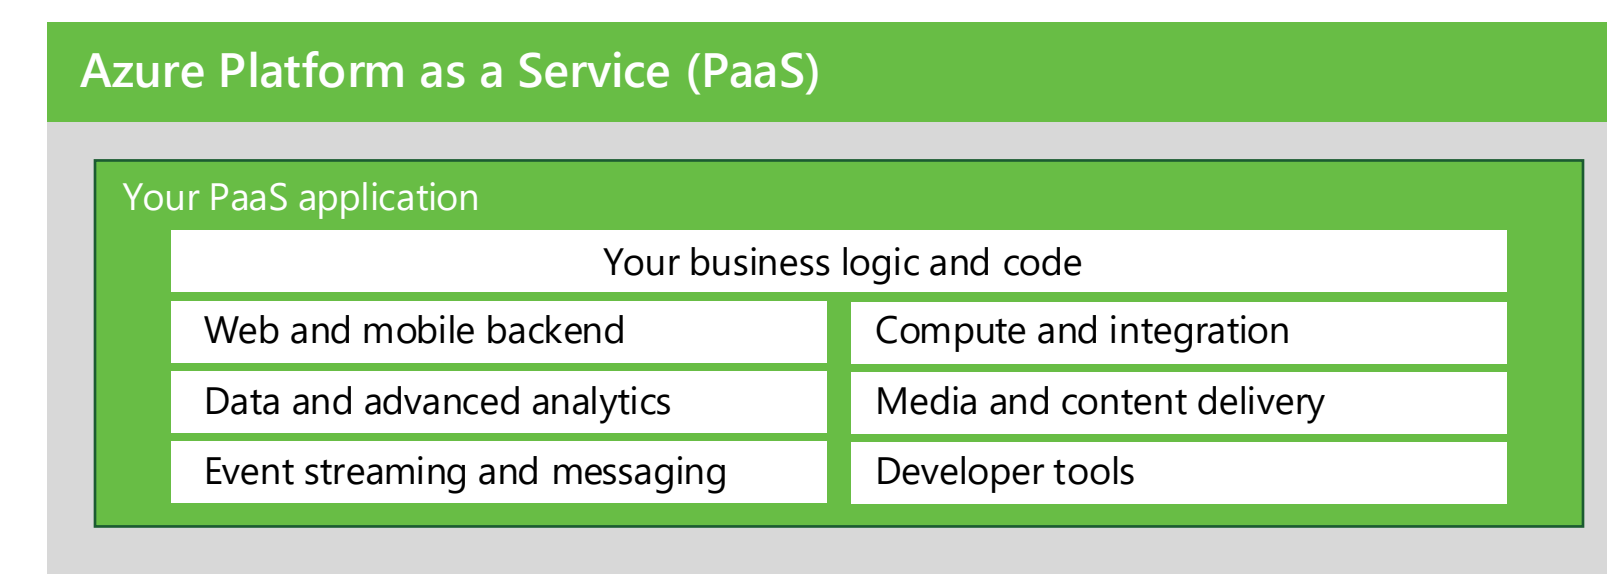 Azure Platform as a Service (PaaS)
Your PaaS application
Your business logic and code
Web and mobile backend
Compute and integration
Data and advanced analytics
Media and content delivery
Event streaming and messaging
Developer tools